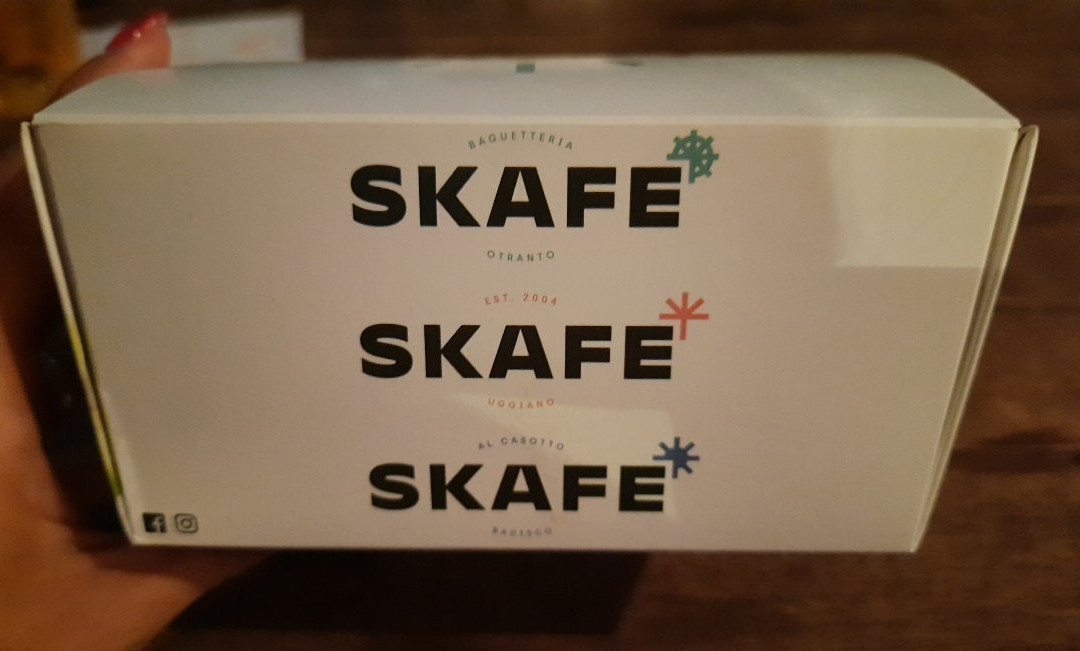 BAGUETTERIA
SKAFE
OTRANTO
EST. 2004
SKAFE
UGGIANO
AL CASOTTO
SKAFE